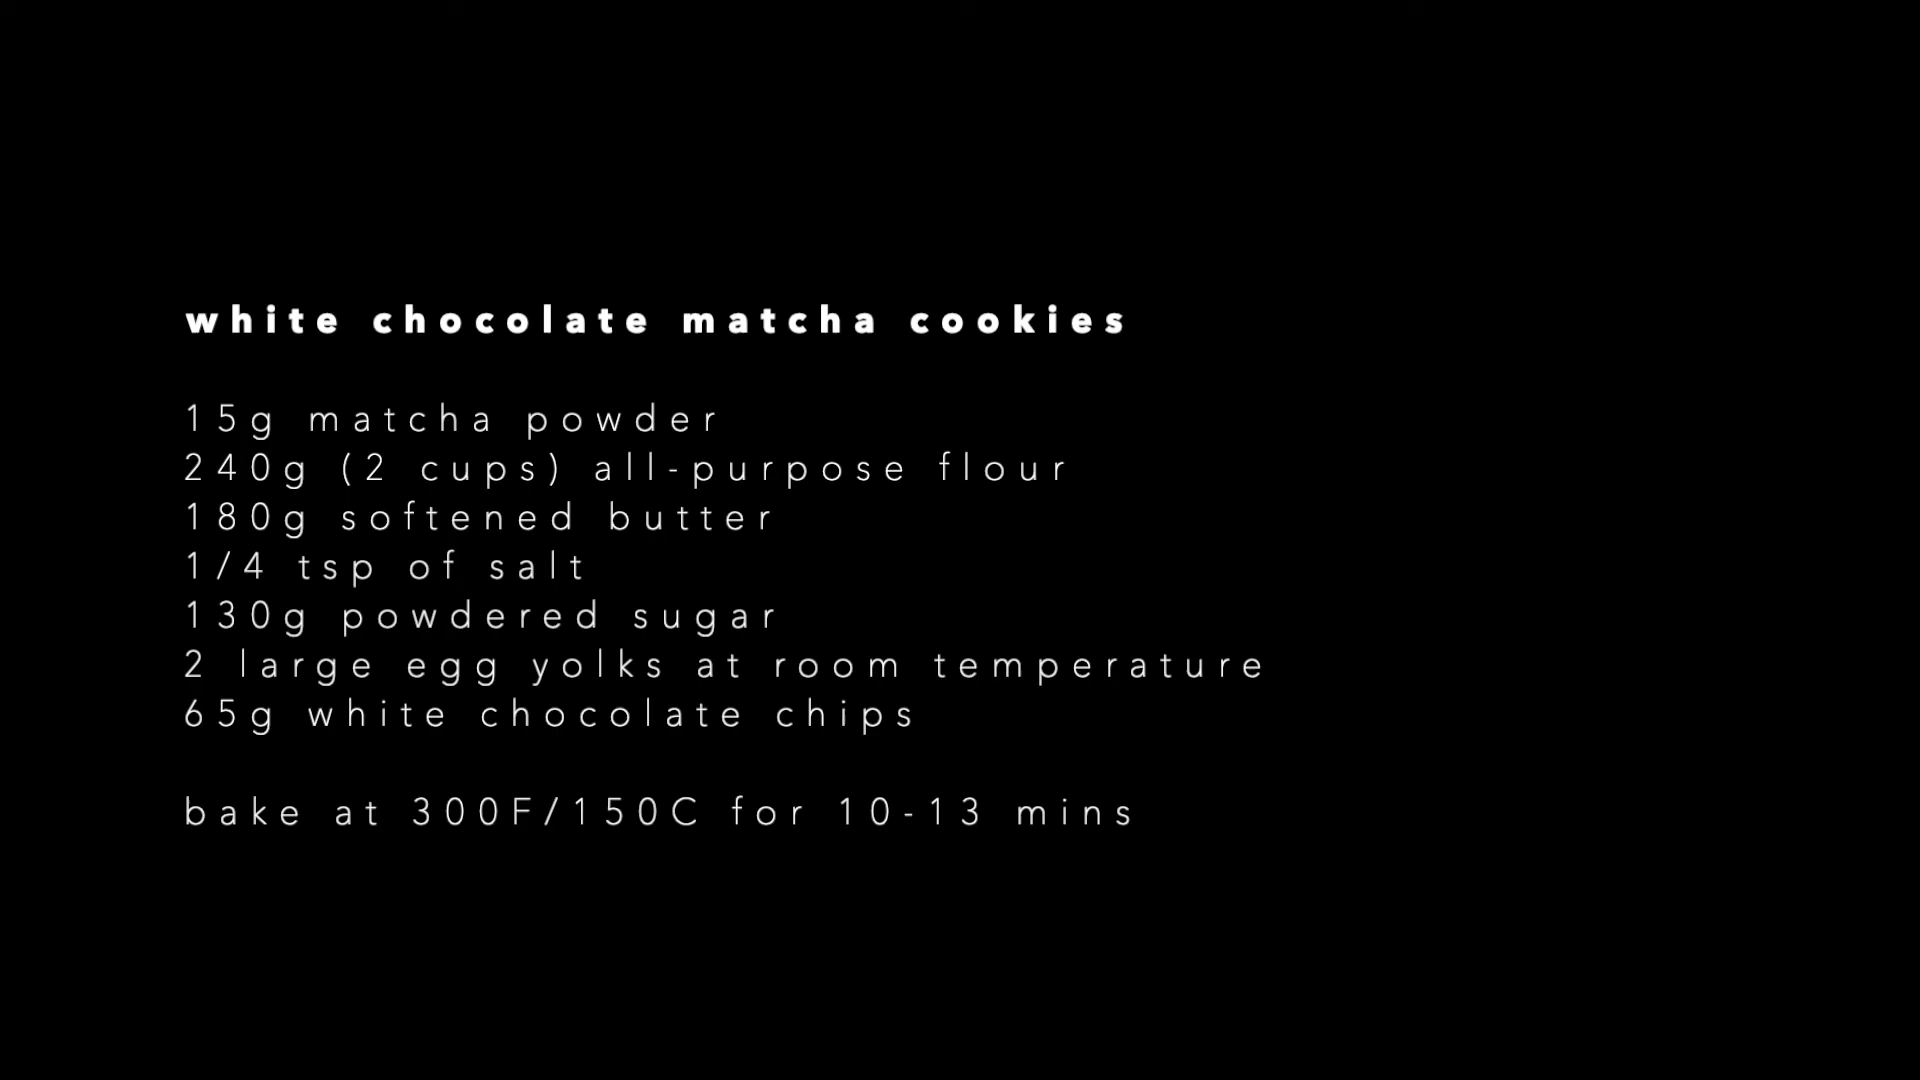 white chocolate matcha cookies
15g matcha powder
240g (2 cups) all-purpose flour
180g softened butter
1/4 tsp of salt
130g powdered sugar
2 large egg yolks at room temperature
65g white chocolate chips
bake at 300F/150C for 10-13 mins